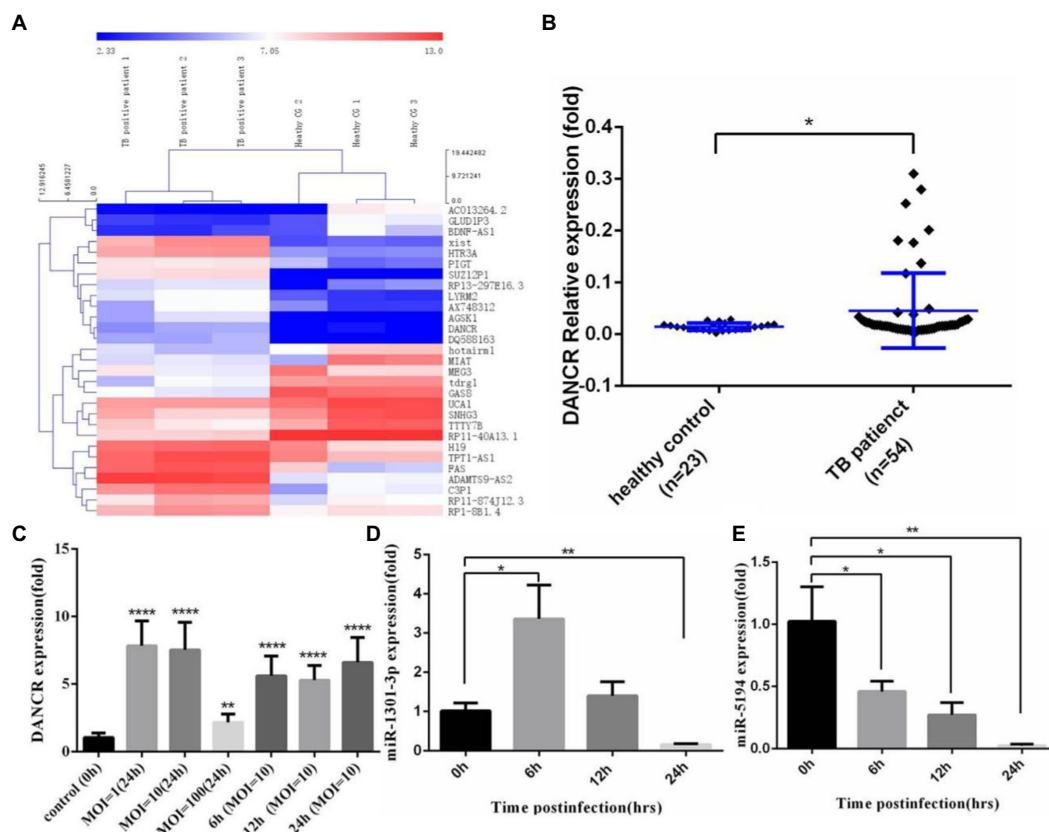 A
2.33 7.05 13.0
TB positive patient 1
TB positive patient 2
TB positive patient 3
Heathy CG 2
Heathy CG 1
Heathy CG 3
12.916245
6.4581227
0.0
19.442482
9.721241
0.0
AC013264.2
GLUD1P3
BDNF-AS1
xist
HTR3A
PIGT
SUZ12P1
RP13-297E16.3
LYRM2
AX748312
AGSK1
DANCR
DQ588163
hotairm1
MIAT
MEG3
tdrg1
GAS8
UCA1
SNHG3
TTTY7B
RP11-40A13.1
H19
TPT1-AS1
FAS
ADAMTS9-AS2
C3P1
RP11-874J12.3
RP1-8B1.4
B
DANCR Relative expression (fold)
0.4
0.3
0.2
0.1
0.0
-0.1
*
healthy control
(n=23)
TB patienct
(n=54)
C
DANCR expression(fold)
15
10
5
0
**** **** ** **** **** ****
control (0h)
MOI=1(24h)
MOI=10(24h)
MOI=100(24h)
6h (MOI=10)
12h (MOI=10)
24h (MOI=10)
D
miR-1301-3p expression(fold)
5
4
3
2
1
0
**
*
0h 6h 12h 24h
Time postinfection(hrs)
E
miR-5194 expression(fold)
1.5
1.0
0.5
0.0
**
*
*
0h 6h 12h 24h
Time postinfection(hrs)